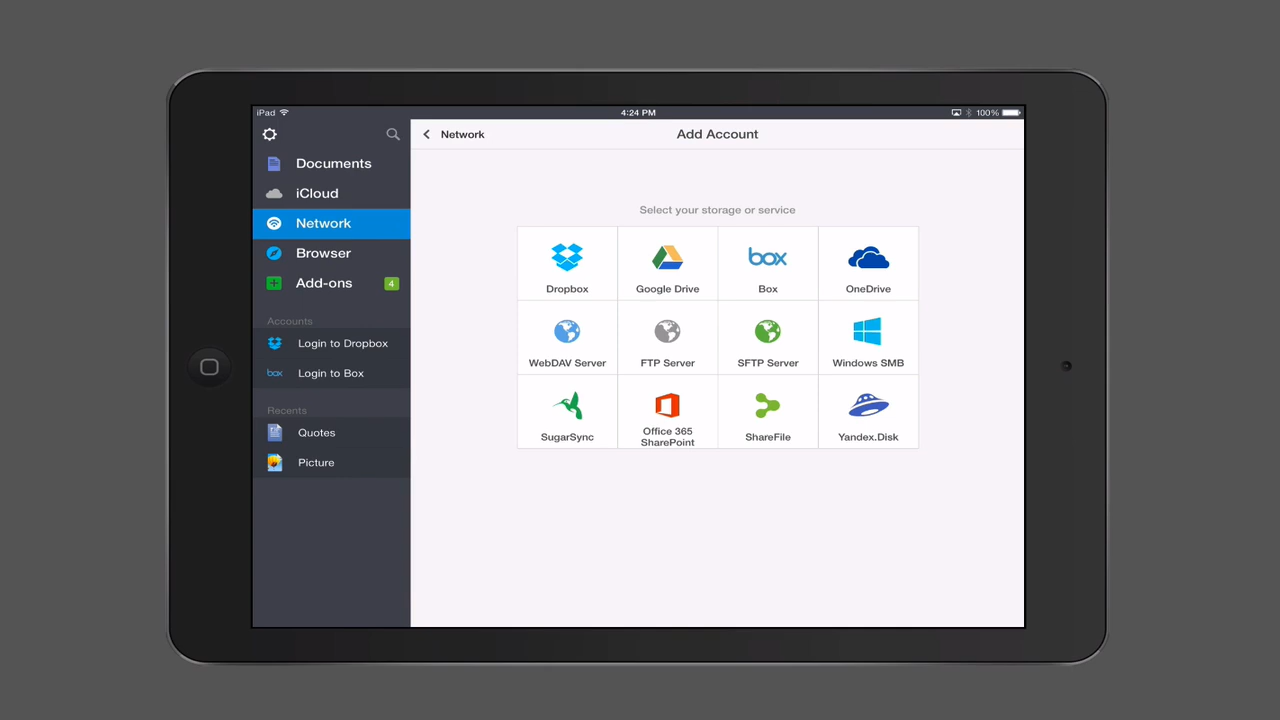 iPad
4:24 PM
100%
Network
Add Account
Documents
iCloud
Network
Browser
Add-ons
4
Accounts
Login to Dropbox
box
Login to Box
Recents
Quotes
Picture
Select your storage or service
Dropbox
Google Drive
box
Box
OneDrive
WebDAV Server
FTP Server
SFTP Server
Windows SMB
SugarSync
Office 365
SharePoint
ShareFile
Yandex.Disk